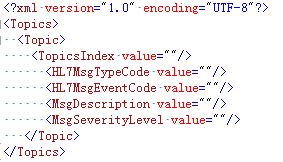 <?xml version="1.0" encoding="UTF-8"?>
<Topics>
  <Topic>
    <TopicsIndex value=""/>
    <HL7MsgTypeCode value=""/>
    <HL7MsgEventCode value=""/>
    <MsgDescription value=""/>
    <MsgSeverityLevel value=""/>
  </Topic>
</Topics>